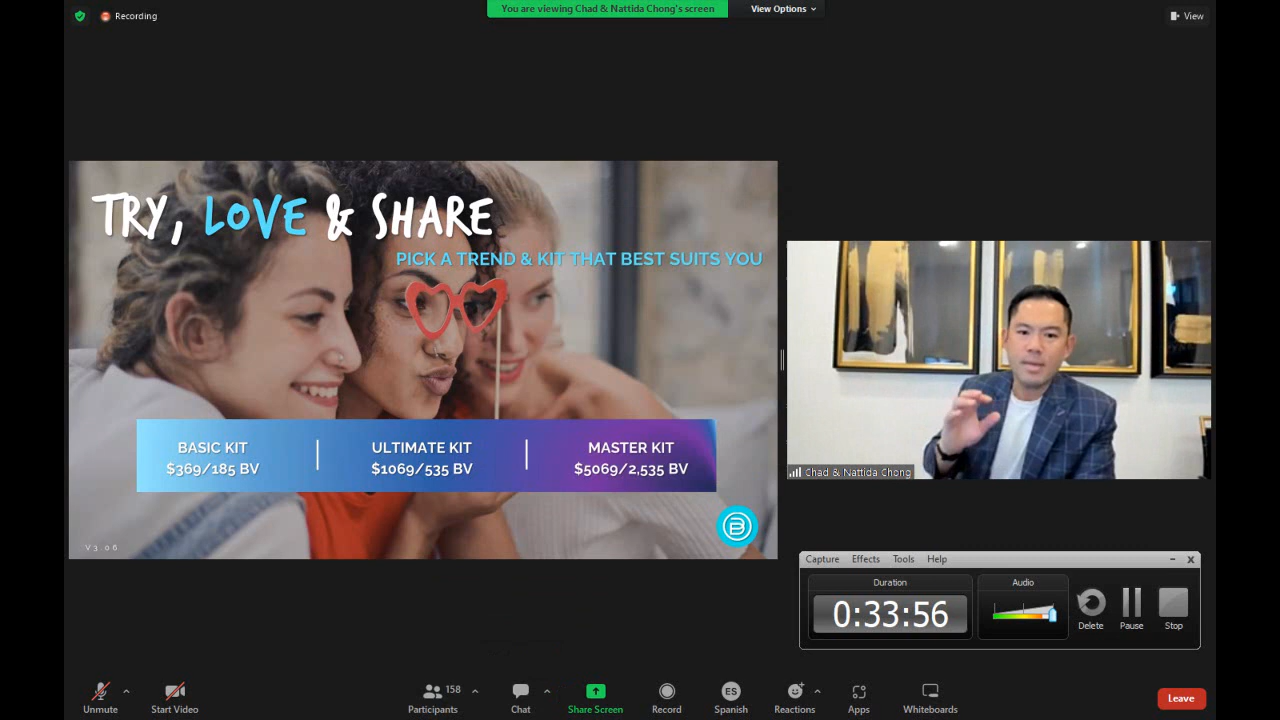 Recording
You are viewing Chad & Nattida Chong's screen
View Options
View
TRY, LOVE & SHARE
PICK A TREND & KIT THAT BEST SUITS YOU
BASIC KIT
$369/185 BV
ULTIMATE KIT
$1069/535 BV
MASTER KIT
$5069/2,535 BV
V3.06
Chad & Nattida Chong
Capture Effects Tools Help
Duration
0:33:56
Audio
Delete
Pause
Stop
Unmute
Start Video
158
Participants
Chat
Share Screen
Record
ES
Spanish
Reactions
Apps
Whiteboards
Leave